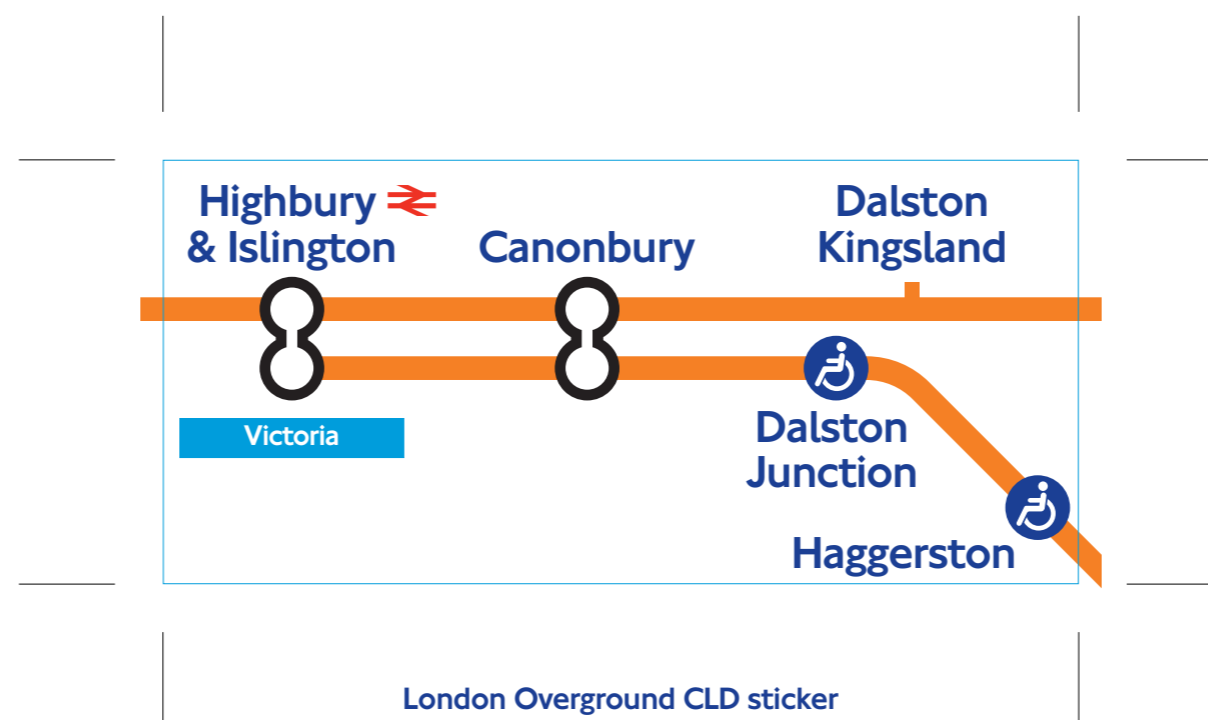 Highbury
& Islington
Canonbury
Dalston
Kingsland
Victoria
Dalston
Junction
Haggerston
London Overground CLD sticker